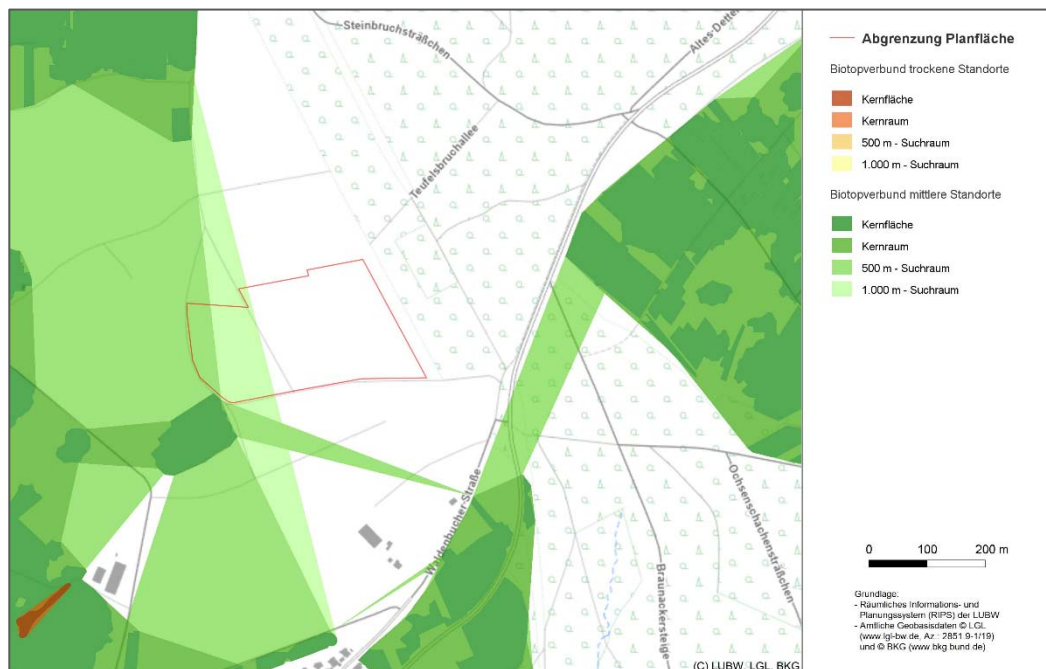 Steinbruchsträßchen
Altes-Dette
Teufelsbruchallee
Waldenbucher-Straße
Braunackersteige
Ochsenschachensträßchen
(C) LUBW, LGL, BKG
Abgrenzung Planfläche
Biotopverbund trockene Standorte
Kernfläche
Kernraum
500 m - Suchraum
1.000 m - Suchraum
Biotopverbund mittlere Standorte
Kernfläche
Kernraum
500 m - Suchraum
1.000 m - Suchraum
0 100 200 m
Grundlage:
- Räumliches Informations- und
Planungssystem (RIPS) der LUBW
- Amtliche Geobasisdaten © LGL
(www.lgl-bw.de, Az.: 2851.9-1/19)
und © BKG (www.bkg.bund.de)